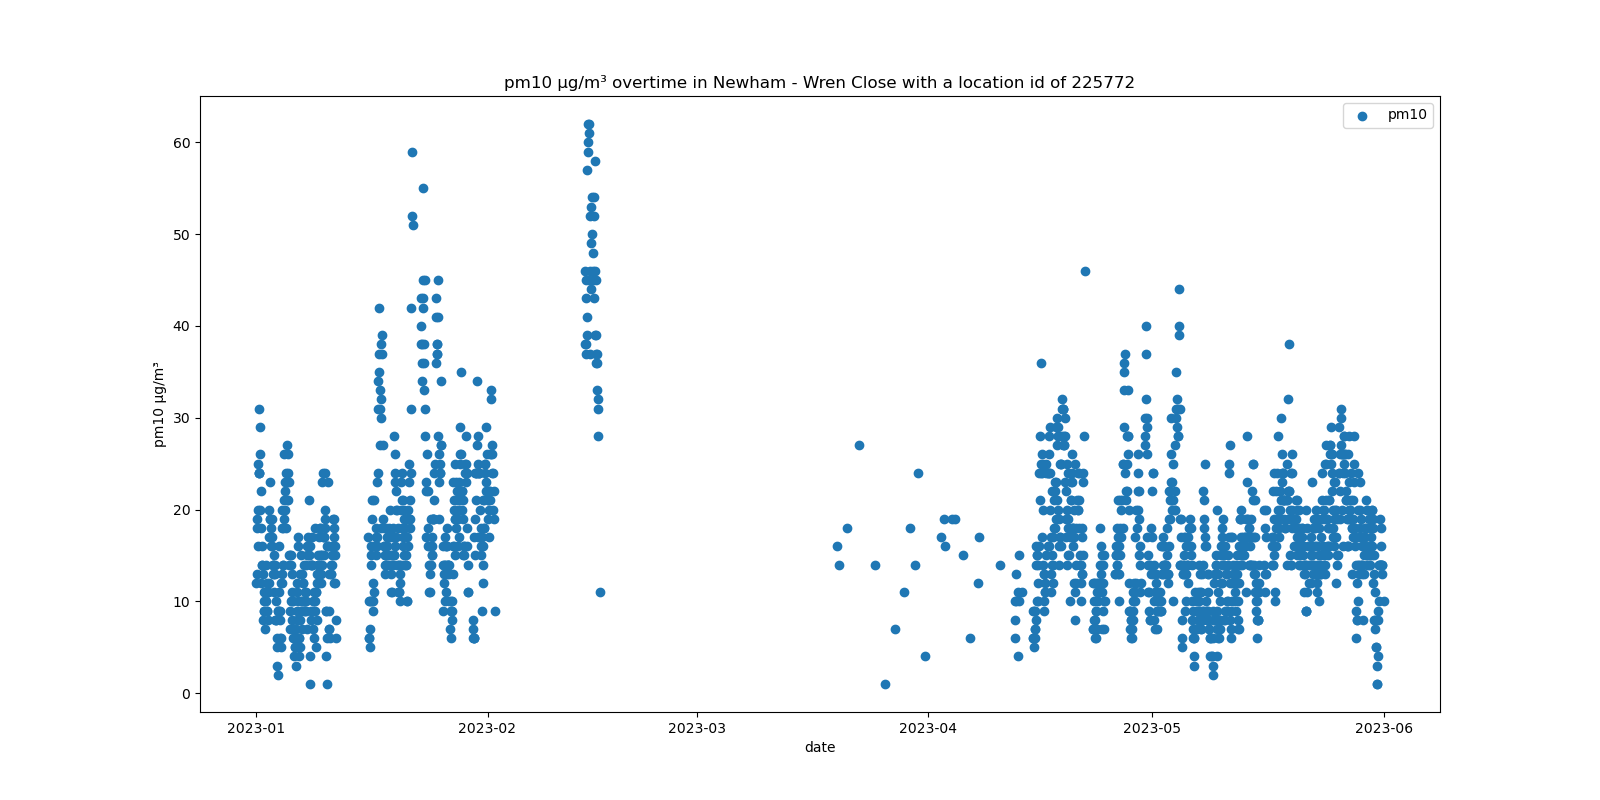 pm10 µg/m³ overtime in Newham - Wren Close with a location id of 225772
pm10
60
50
40
30
20
10
0
pm10 µg/m³
2023-01 2023-02 2023-03 2023-04 2023-05 2023-06
date